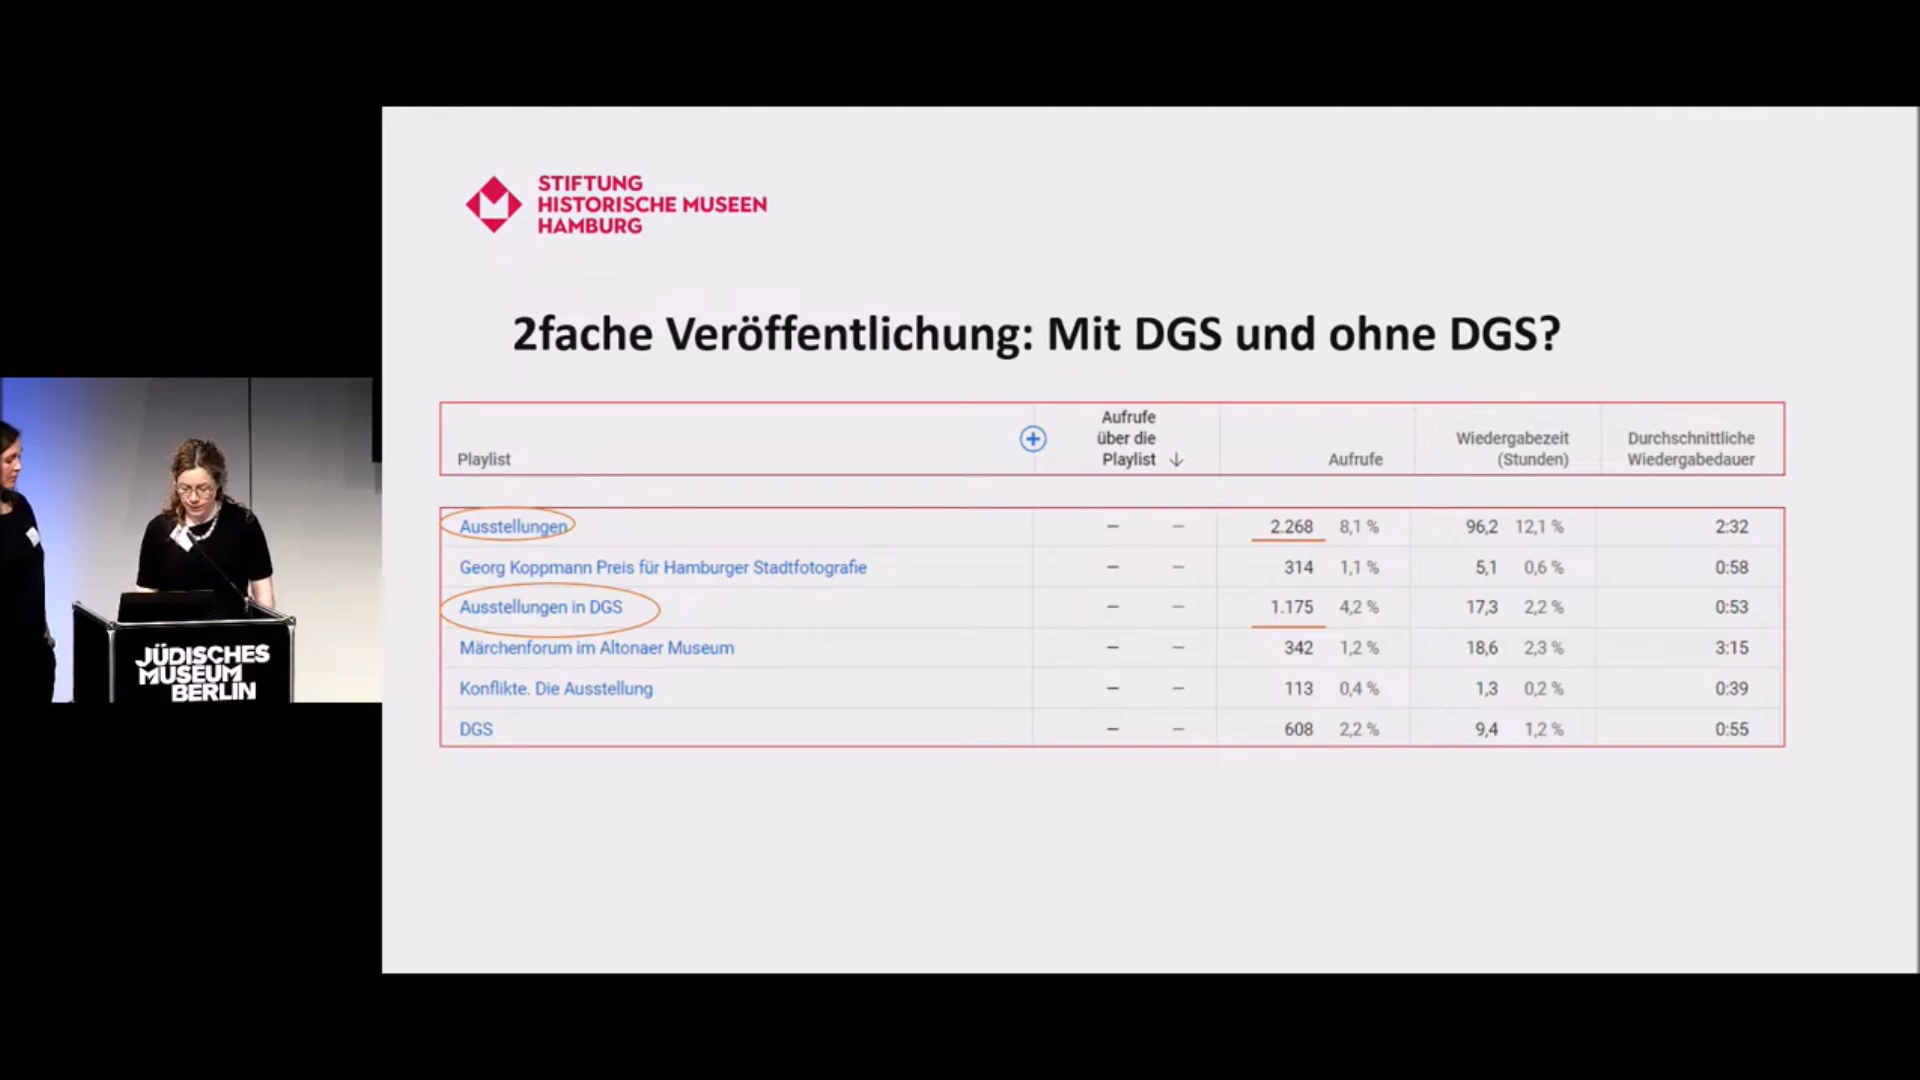 STIFTUNG
HISTORISCHE MUSEEN
HAMBURG
2fache Veröffentlichung: Mit DGS und ohne DGS?
Playlist
Aufrufe
über die
Playlist
Aufrufe
Wiedergabezeit
(Stunden)
Durchschnittliche
Wiedergabedauer
Ausstellungen – – 2.268 8,1 % 96,2 12,1 % 2:32
Georg Koppmann Preis für Hamburger Stadtfotografie – – 314 1,1 % 5,1 0,6 % 0:58
Ausstellungen in DGS – – 1.175 4,2 % 17,3 2,2 % 0:53
Märchenforum im Altonaer Museum – – 342 1,2 % 18,6 2,3 % 3:15
Konflikte. Die Ausstellung – – 113 0,4 % 1,3 0,2 % 0:39
DGS – – 608 2,2 % 9,4 1,2 % 0:55
JÜDISCHES
MUSEUM
BERLIN